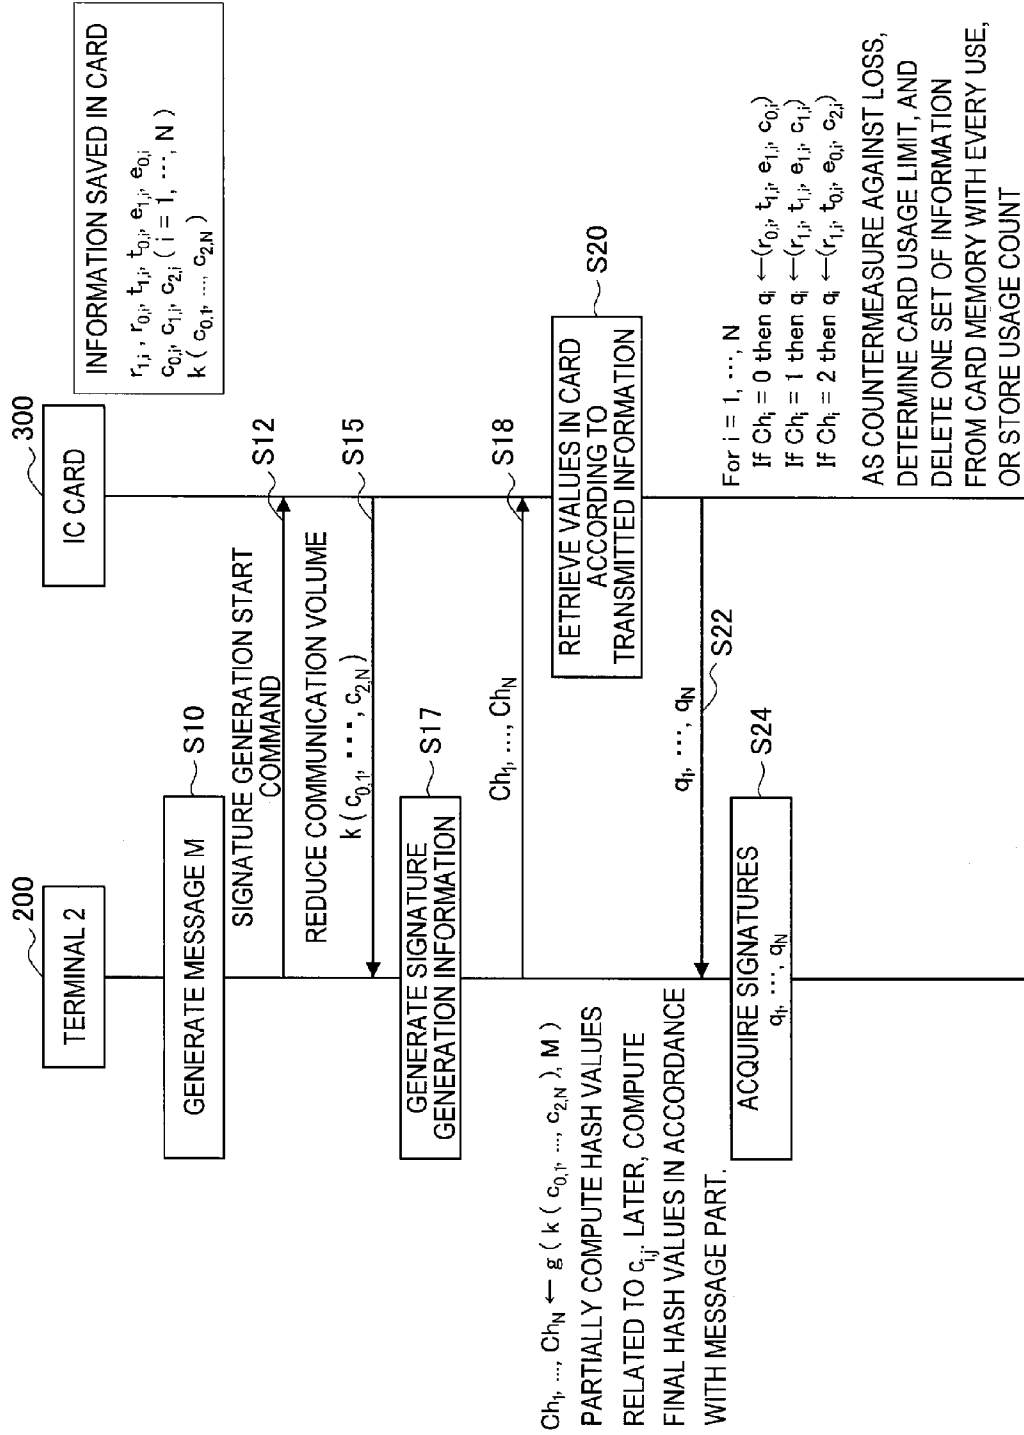 200
TERMINAL 2
300
IC CARD
INFORMATION SAVED IN CARD
r₁,ᵢ , r₀,ᵢ, t₁,ᵢ, t₀,ᵢ, e₁,ᵢ, e₀,ᵢ
c₀,ᵢ, c₁,ᵢ, c₂,ᵢ ( i = 1, ···, N )
k ( c₀,₁, ..., c₂,N )
GENERATE MESSAGE M
S10
SIGNATURE GENERATION START
COMMAND
S12
REDUCE COMMUNICATION VOLUME
k ( c₀,₁, ···, c₂,N )
S15
GENERATE SIGNATURE
GENERATION INFORMATION
S17
Ch₁, ..., Ch_N
S18
Ch₁, ..., Ch_N ← g ( k ( c₀,₁, ..., c₂,N ), M )
PARTIALLY COMPUTE HASH VALUES
RELATED TO cᵢ,ⱼ. LATER, COMPUTE
FINAL HASH VALUES IN ACCORDANCE
WITH MESSAGE PART.
RETRIEVE VALUES IN CARD
ACCORDING TO
TRANSMITTED INFORMATION
S20
q₁, ···, q_N
S22
For i = 1, ···, N
If Chᵢ = 0 then qᵢ ←(r₀,ᵢ, t₁,ᵢ, e₁,ᵢ, c₀,ᵢ)
If Chᵢ = 1 then qᵢ ←(r₁,ᵢ, t₁,ᵢ, e₁,ᵢ, c₁,ᵢ)
If Chᵢ = 2 then qᵢ ←(r₁,ᵢ, t₀,ᵢ, e₀,ᵢ, c₂,ᵢ)
AS COUNTERMEASURE AGAINST LOSS,
DETERMINE CARD USAGE LIMIT, AND
DELETE ONE SET OF INFORMATION
FROM CARD MEMORY WITH EVERY USE,
OR STORE USAGE COUNT
ACQUIRE SIGNATURES
q₁, ···, q_N
S24